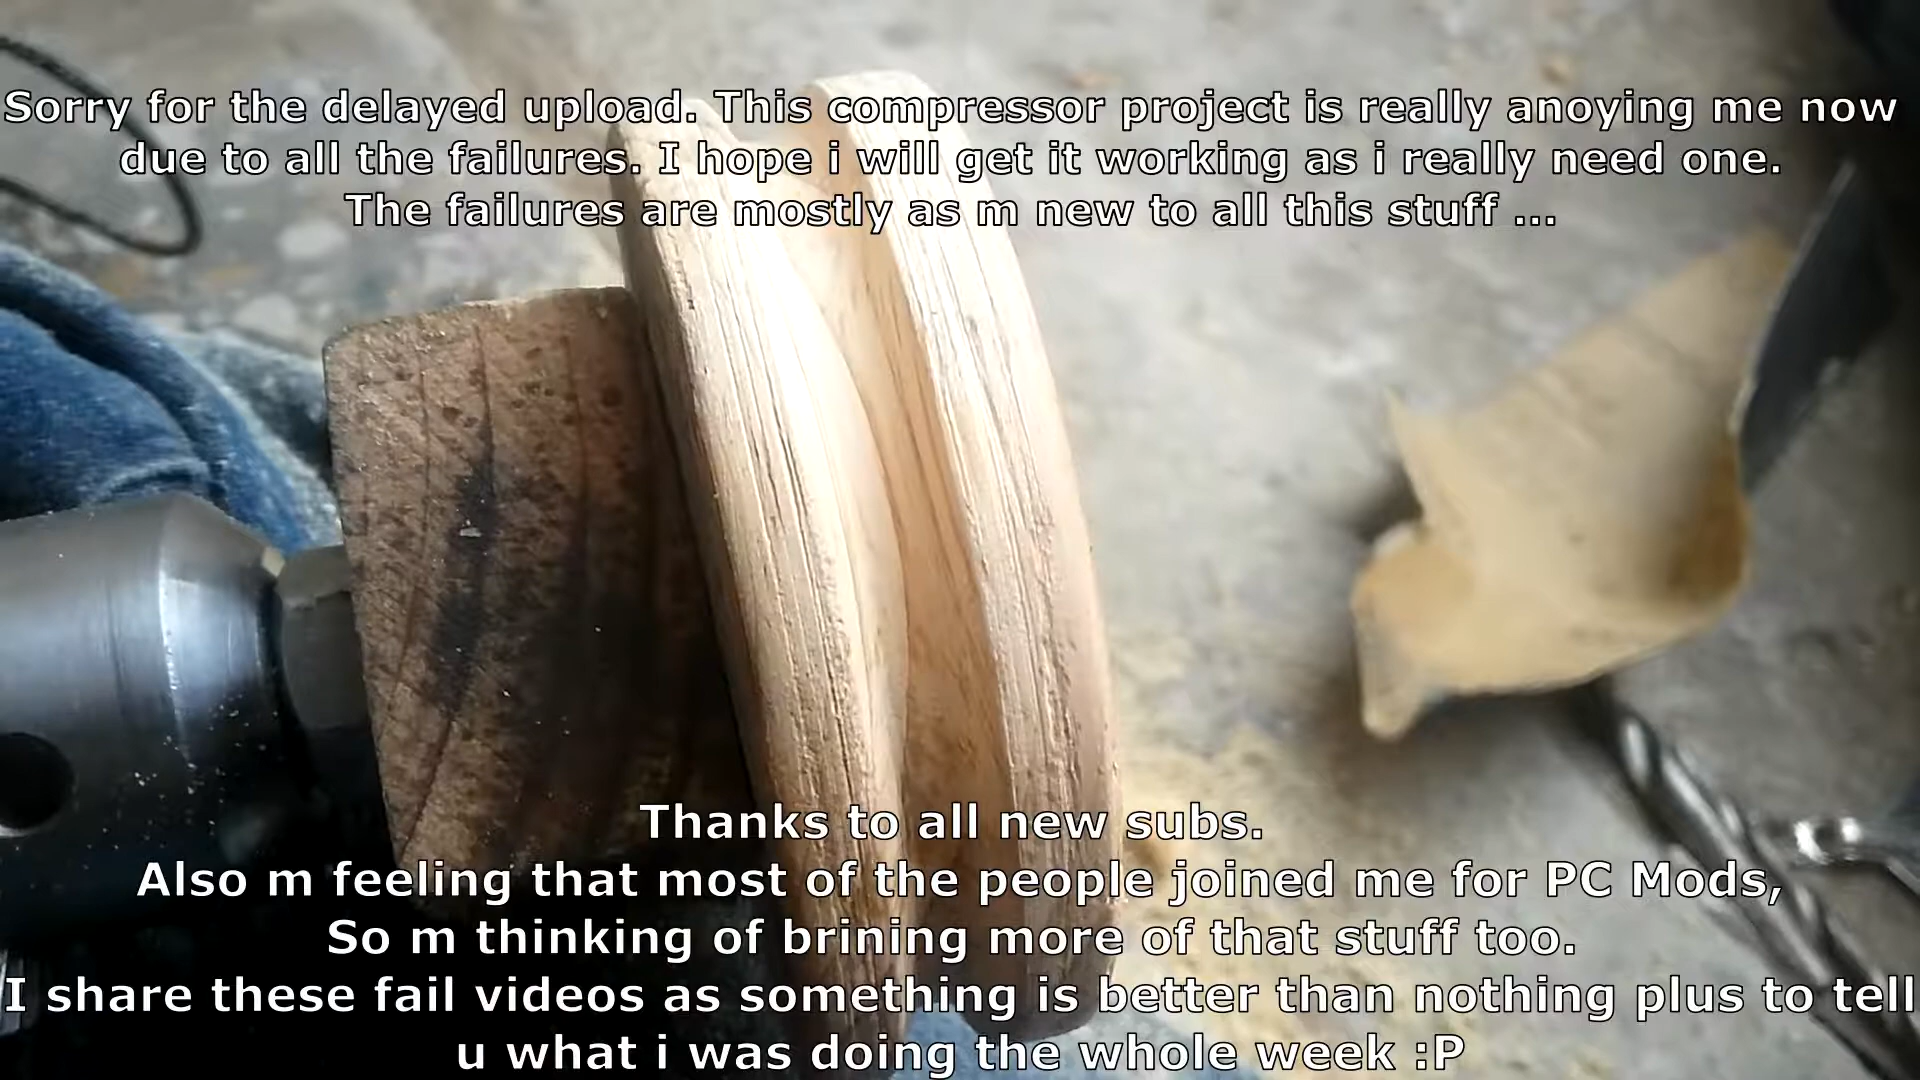 Sorry for the delayed upload. This compressor project is really anoying me now
due to all the failures. I hope i will get it working as i really need one.
The failures are mostly as m new to all this stuff ...
Thanks to all new subs.
Also m feeling that most of the people joined me for PC Mods,
So m thinking of brining more of that stuff too.
I share these fail videos as something is better than nothing plus to tell
u what i was doing the whole week :P